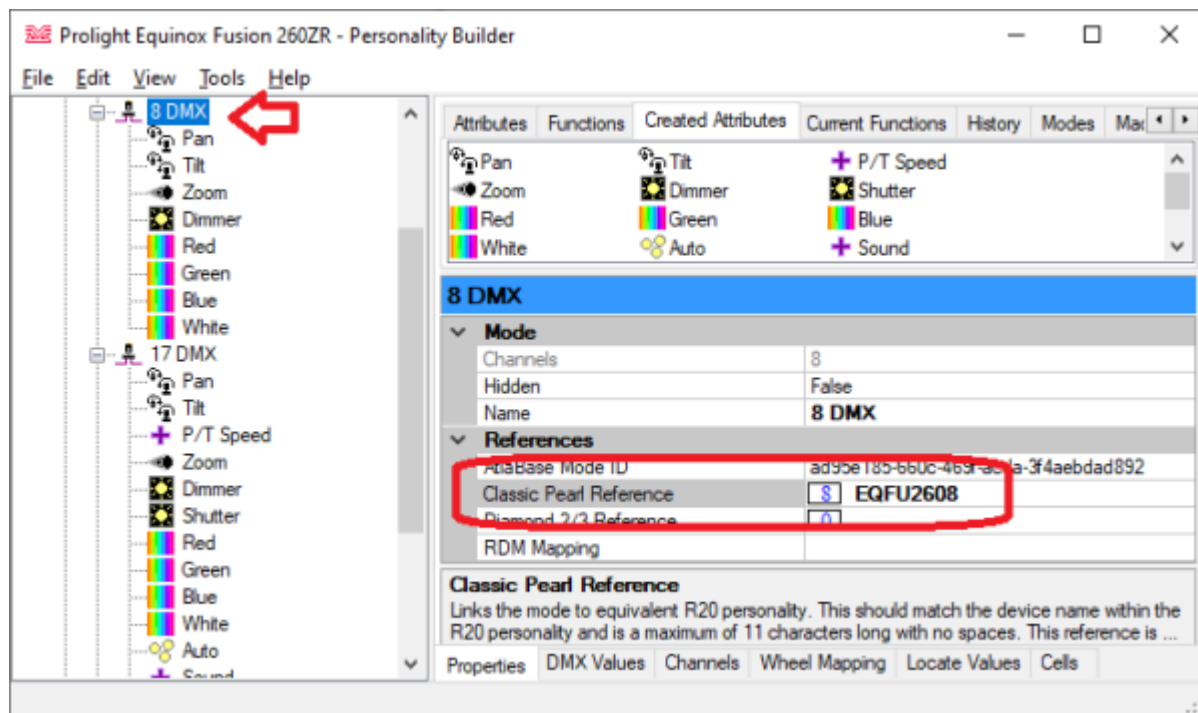 Prolight Equinox Fusion 260ZR - Personality Builder
File Edit View Tools Help
8 DMX
Pan
Tilt
Zoom
Dimmer
Red
Green
Blue
White
17 DMX
Pan
Tilt
P/T Speed
Zoom
Dimmer
Shutter
Red
Green
Blue
White
Auto
Sound
Attributes Functions Created Attributes Current Functions History Modes Mac
Pan Tilt P/T Speed
Zoom Dimmer Shutter
Red Green Blue
White Auto Sound
8 DMX
Mode
Channels 8
Hidden False
Name 8 DMX
References
AtlaBase Mode ID
Classic Pearl Reference 8 EQFU2608
Diamond 2/3 Reference 0
RDM Mapping
Classic Pearl Reference
Links the mode to equivalent R20 personality. This should match the device name within the
R20 personality and is a maximum of 11 characters long with no spaces. This reference is ...
Properties DMX Values Channels Wheel Mapping Locate Values Cells